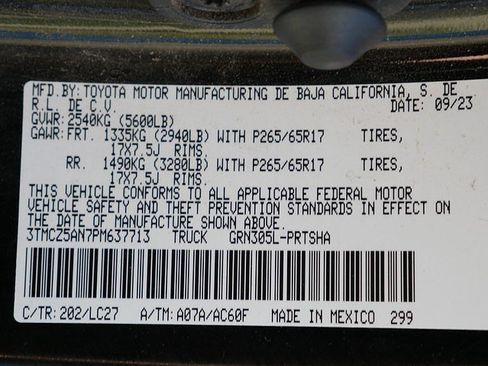 MFD.BY: TOYOTA MOTOR MANUFACTURING DE BAJA CALIFORNIA, S. DE
R.L. DE C.V. DATE: 09/23
GVWR: 2540KG (5600LB)
GAWR: FRT. 1335KG (2940LB) WITH P265/65R17 TIRES,
17X7.5J RIMS.
RR. 1490KG (3280LB) WITH P265/65R17 TIRES,
17X7.5J RIMS.
THIS VEHICLE CONFORMS TO ALL APPLICABLE FEDERAL MOTOR
VEHICLE SAFETY AND THEFT PREVENTION STANDARDS IN EFFECT ON
THE DATE OF MANUFACTURE SHOWN ABOVE.
3TMCZ5AN7PM637713 TRUCK GRN305L-PRTSHA
C/TR: 202/LC27 A/TM: A07A/AC60F MADE IN MEXICO 299